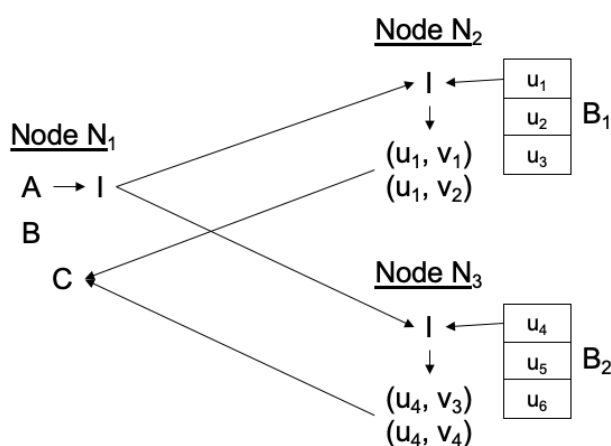 Node N₁
A
I
B
C
Node N₂
I
(u₁, v₁)
(u₁, v₂)
u₁
u₂
u₃
B₁
Node N₃
I
(u₄, v₃)
(u₄, v₄)
u₄
u₅
u₆
B₂